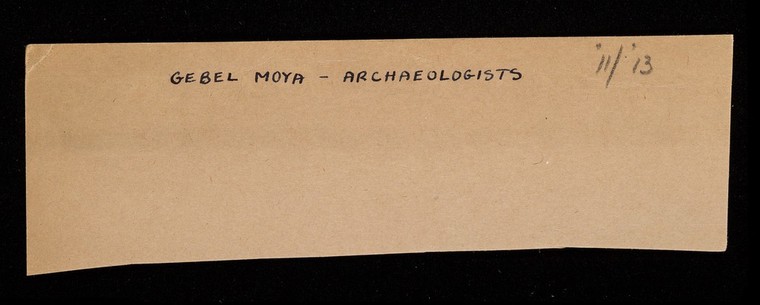 GEBEL MOYA - ARCHAEOLOGISTS
'11/'13